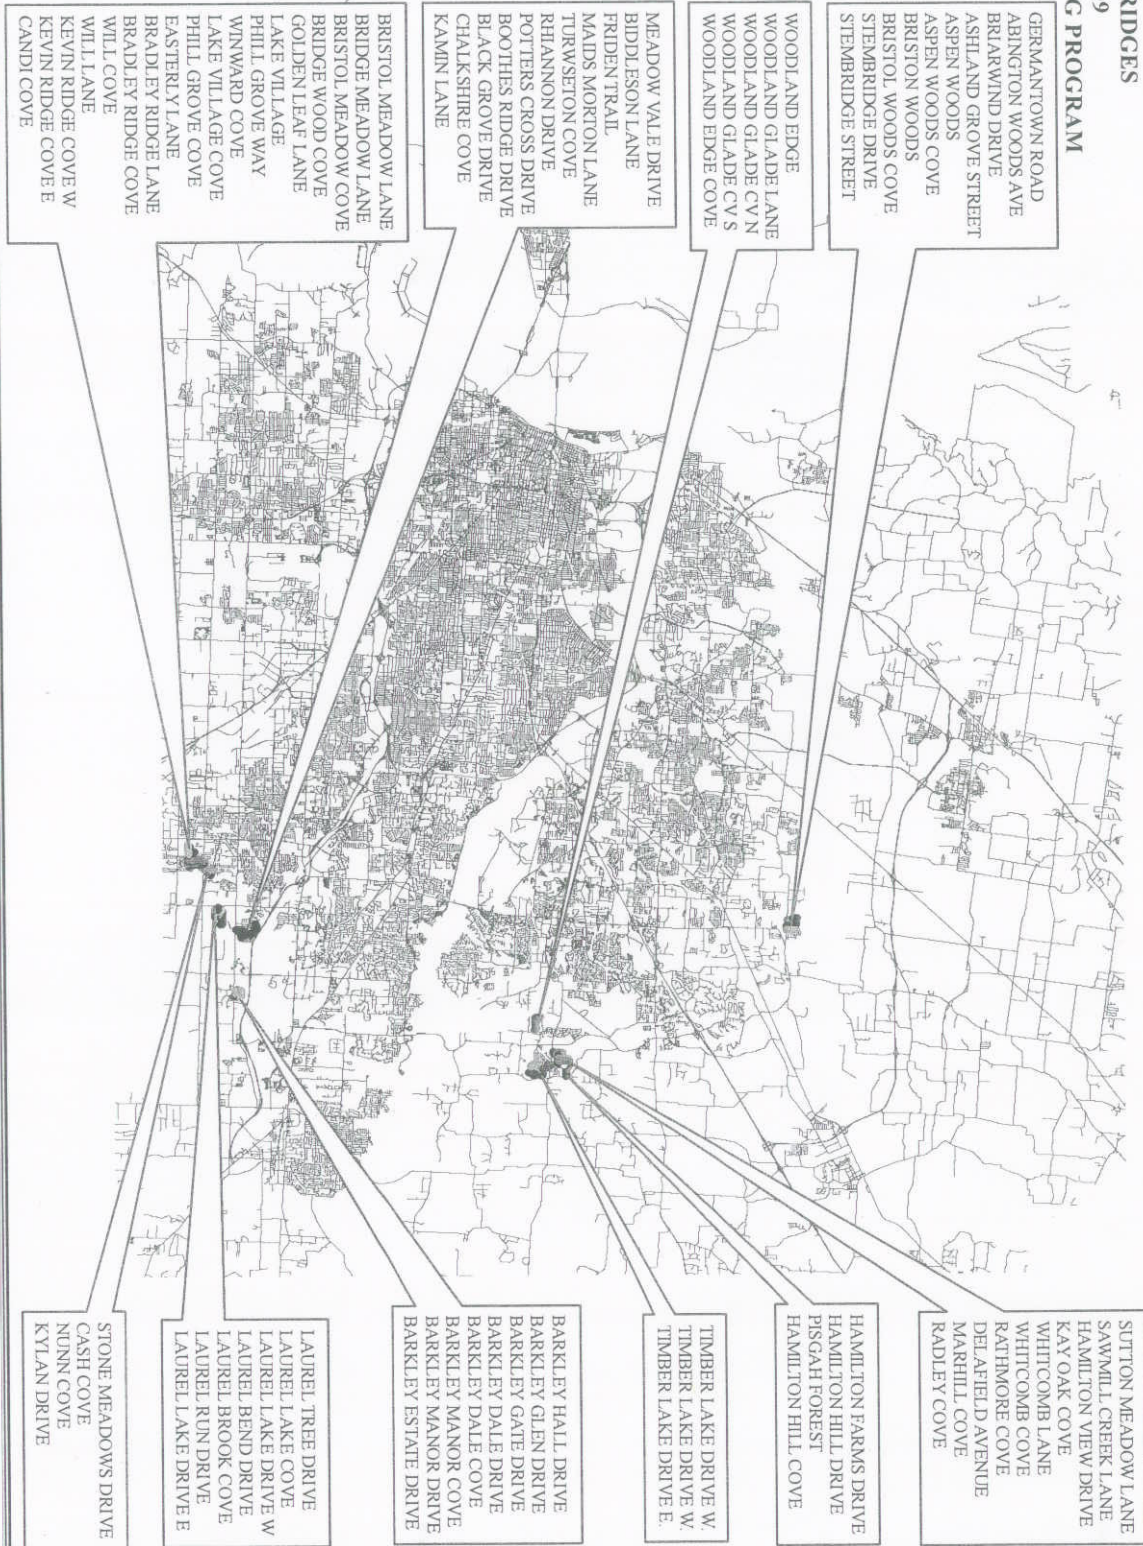 RIDGES
9
G PROGRAM
GERMANTOWN ROAD
ABINGTON WOODS AVE
BRIARWIND DRIVE
ASHLAND GROVE STREET
ASPEN WOODS
ASPEN WOODS COVE
BRISTON WOODS
BRISTOL WOODS COVE
STEMBRIDGE DRIVE
STEMBRIDGE STREET
WOODLAND EDGE
WOODLAND GLADE LANE
WOODLAND GLADE CV N
WOODLAND GLADE CV S
WOODLAND EDGE COVE
MEADOW VALE DRIVE
BIDDLESON LANE
FRIDEN TRAIL
MAIDS MORTON LANE
TURWSETON COVE
RHIANNON DRIVE
POTTERS CROSS DRIVE
BOOTHES RIDGE DRIVE
BLACK GROVE DRIVE
CHALKSHIRE COVE
KAMIN LANE
BRISTOL MEADOW LANE
BRIDGE MEADOW LANE
BRISTOL MEADOW COVE
BRIDGE WOOD COVE
GOLDEN LEAF LANE
LAKE VILLAGE
PHILL GROVE WAY
WINWARD COVE
LAKE VILLAGE COVE
PHILL GROVE COVE
EASTERLY LANE
BRADLEY RIDGE LANE
BRADLEY RIDGE COVE
WILL COVE
WILL LANE
KEVIN RIDGE COVE W
KEVIN RIDGE COVE E
CANDI COVE
SUTTON MEADOW LANE
SAWMILL CREEK LANE
HAMILTON VIEW DRIVE
KAY OAK COVE
WHITCOMB LANE
WHITCOMB COVE
RATHMORE COVE
DELAFIELD AVENUE
MARHILL COVE
RADLEY COVE
HAMILTON FARMS DRIVE
HAMILTON HILL DRIVE
PISGAH FOREST
HAMILTON HILL COVE
TIMBER LAKE DRIVE W.
TIMBER LAKE DRIVE W.
TIMBER LAKE DRIVE E.
BARKLEY HALL DRIVE
BARKLEY GLEN DRIVE
BARKLEY GATE DRIVE
BARKLEY DALE DRIVE
BARKLEY DALE COVE
BARKLEY MANOR COVE
BARKLEY MANOR DRIVE
BARKLEY ESTATE DRIVE
LAUREL TREE DRIVE
LAUREL LAKE COVE
LAUREL LAKE DRIVE W
LAUREL BEND DRIVE
LAUREL BROOK COVE
LAUREL RUN DRIVE
LAUREL LAKE DRIVE E
STONE MEADOWS DRIVE
CASH COVE
NUNN COVE
KYLAN DRIVE